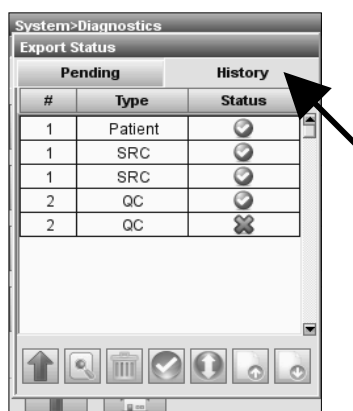 System>Diagnostics
Export Status
Pending History
# Type Status
1 Patient
1 SRC
1 SRC
2 QC
2 QC